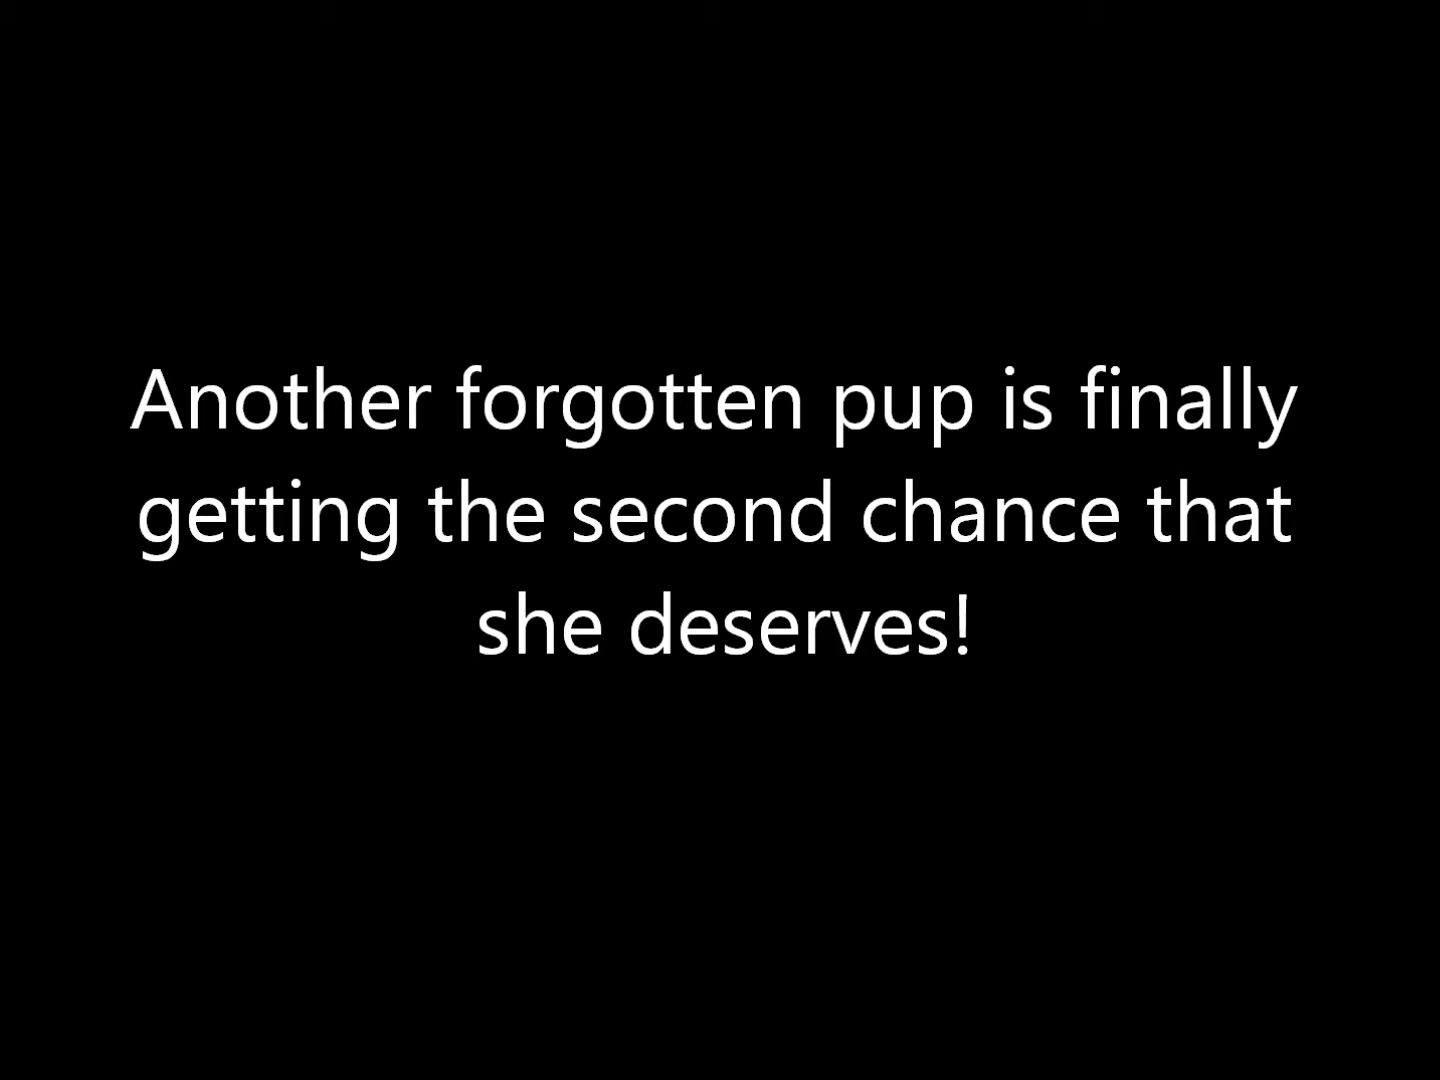 Another forgotten pup is finally
getting the second chance that
she deserves!